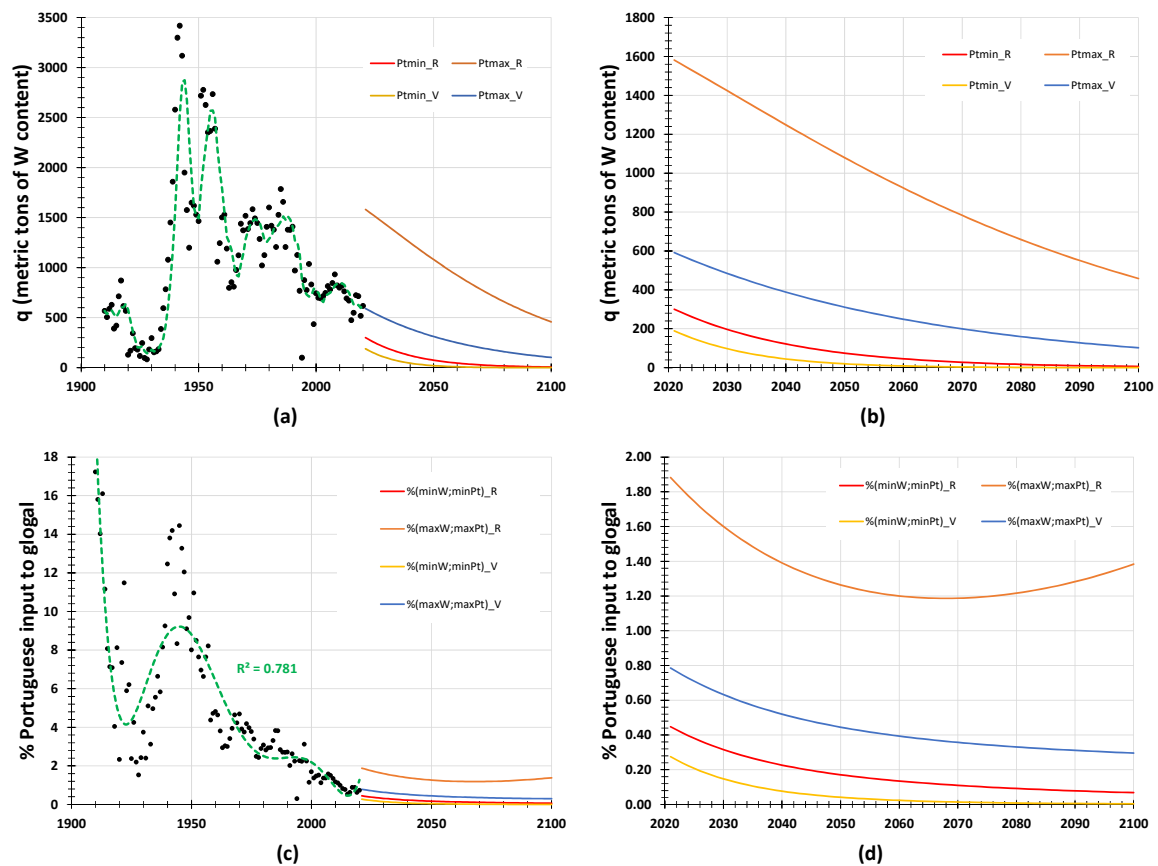 q (metric tons of W content)
3500
3000
2500
2000
1500
1000
500
0
1900
1950
2000
2050
2100
Ptmin_R
Ptmax_R
Ptmin_V
Ptmax_V
(a)
q (metric tons of W content)
1800
1600
1400
1200
1000
800
600
400
200
0
2020
2030
2040
2050
2060
2070
2080
2090
2100
Ptmin_R
Ptmax_R
Ptmin_V
Ptmax_V
(b)
% Portuguese input to glogal
18
16
14
12
10
8
6
4
2
0
1900
1950
2000
2050
2100
%(minW;minPt)_R
%(maxW;maxPt)_R
%(minW;minPt)_V
%(maxW;maxPt)_V
R² = 0.781
(c)
% Portuguese input to glogal
2.00
1.80
1.60
1.40
1.20
1.00
0.80
0.60
0.40
0.20
0.00
2020
2030
2040
2050
2060
2070
2080
2090
2100
%(minW;minPt)_R
%(maxW;maxPt)_R
%(minW;minPt)_V
%(maxW;maxPt)_V
(d)